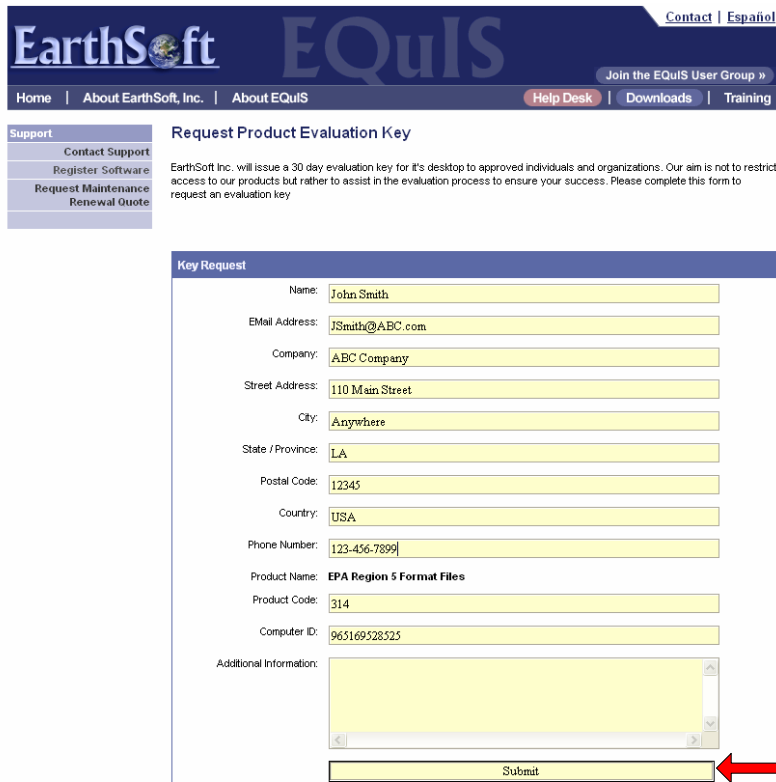 Contact | Español
EarthSoft
EQuIS
Join the EQuIS User Group »
Home | About EarthSoft, Inc. | About EQuIS
Help Desk | Downloads | Training
Support
Contact Support
Register Software
Request Maintenance
Renewal Quote
Request Product Evaluation Key
EarthSoft Inc. will issue a 30 day evaluation key for it's desktop to approved individuals and organizations. Our aim is not to restrict
access to our products but rather to assist in the evaluation process to ensure your success. Please complete this form to
request an evaluation key
Key Request
Name: John Smith
EMail Address: JSmith@ABC.com
Company: ABC Company
Street Address: 110 Main Street
City: Anywhere
State / Province: LA
Postal Code: 12345
Country: USA
Phone Number: 123-456-7899
Product Name: EPA Region 5 Format Files
Product Code: 314
Computer ID: 965169528525
Additional Information:
Submit